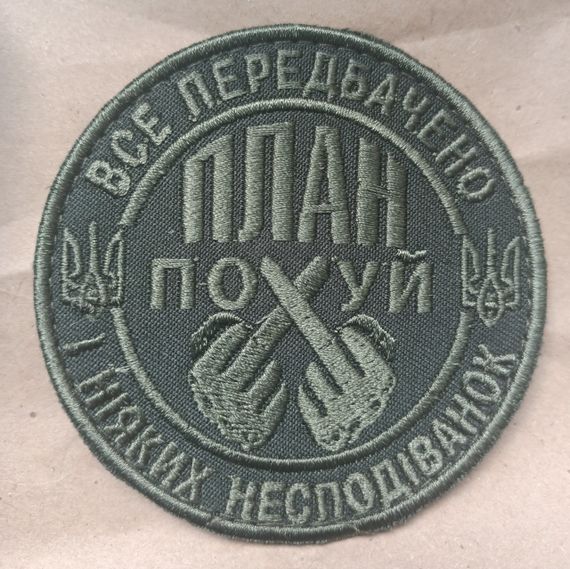 ВСЕ ПЕРЕДБАЧЕНО
ПЛАН
ПОХУЙ
І НІЯКИХ НЕСПОДІВАНОК